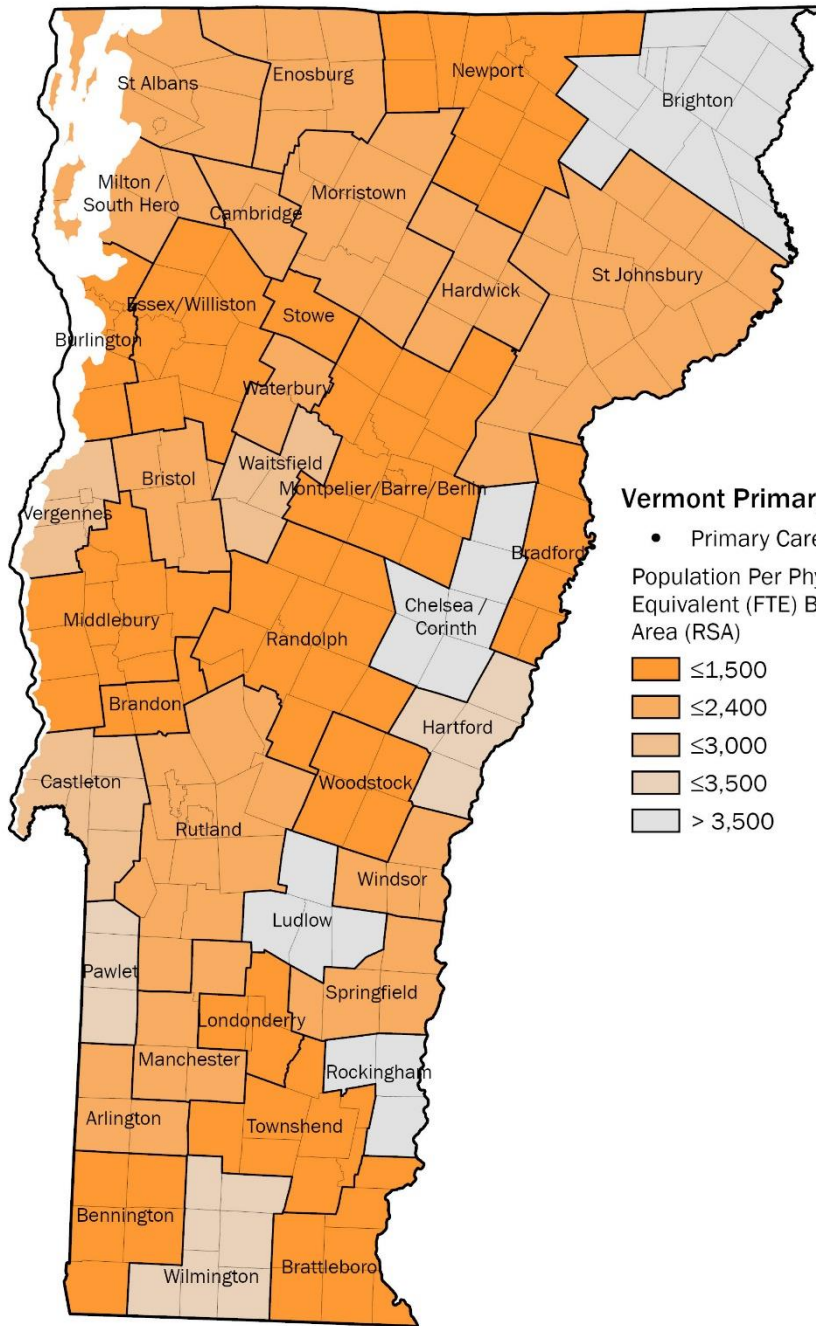 Newport
St Albans
Enosburg
Brighton
Milton /
South Hero
Cambridge
Morristown
Hardwick
St Johnsbury
Essex/Williston
Stowe
Burlington
Waterbury
Waitsfield
Bristol
Montpelier/Barre/Berlin
Vergennes
Bradford
Middlebury
Randolph
Chelsea /
Corinth
Brandon
Hartford
Castleton
Woodstock
Rutland
Windsor
Ludlow
Pawlet
Springfield
Londonderry
Manchester
Rockingham
Arlington
Townshend
Bennington
Wilmington
Brattleboro
Vermont Primar
• Primary Care
Population Per Phy
Equivalent (FTE) B
Area (RSA)
≤1,500
≤2,400
≤3,000
≤3,500
> 3,500